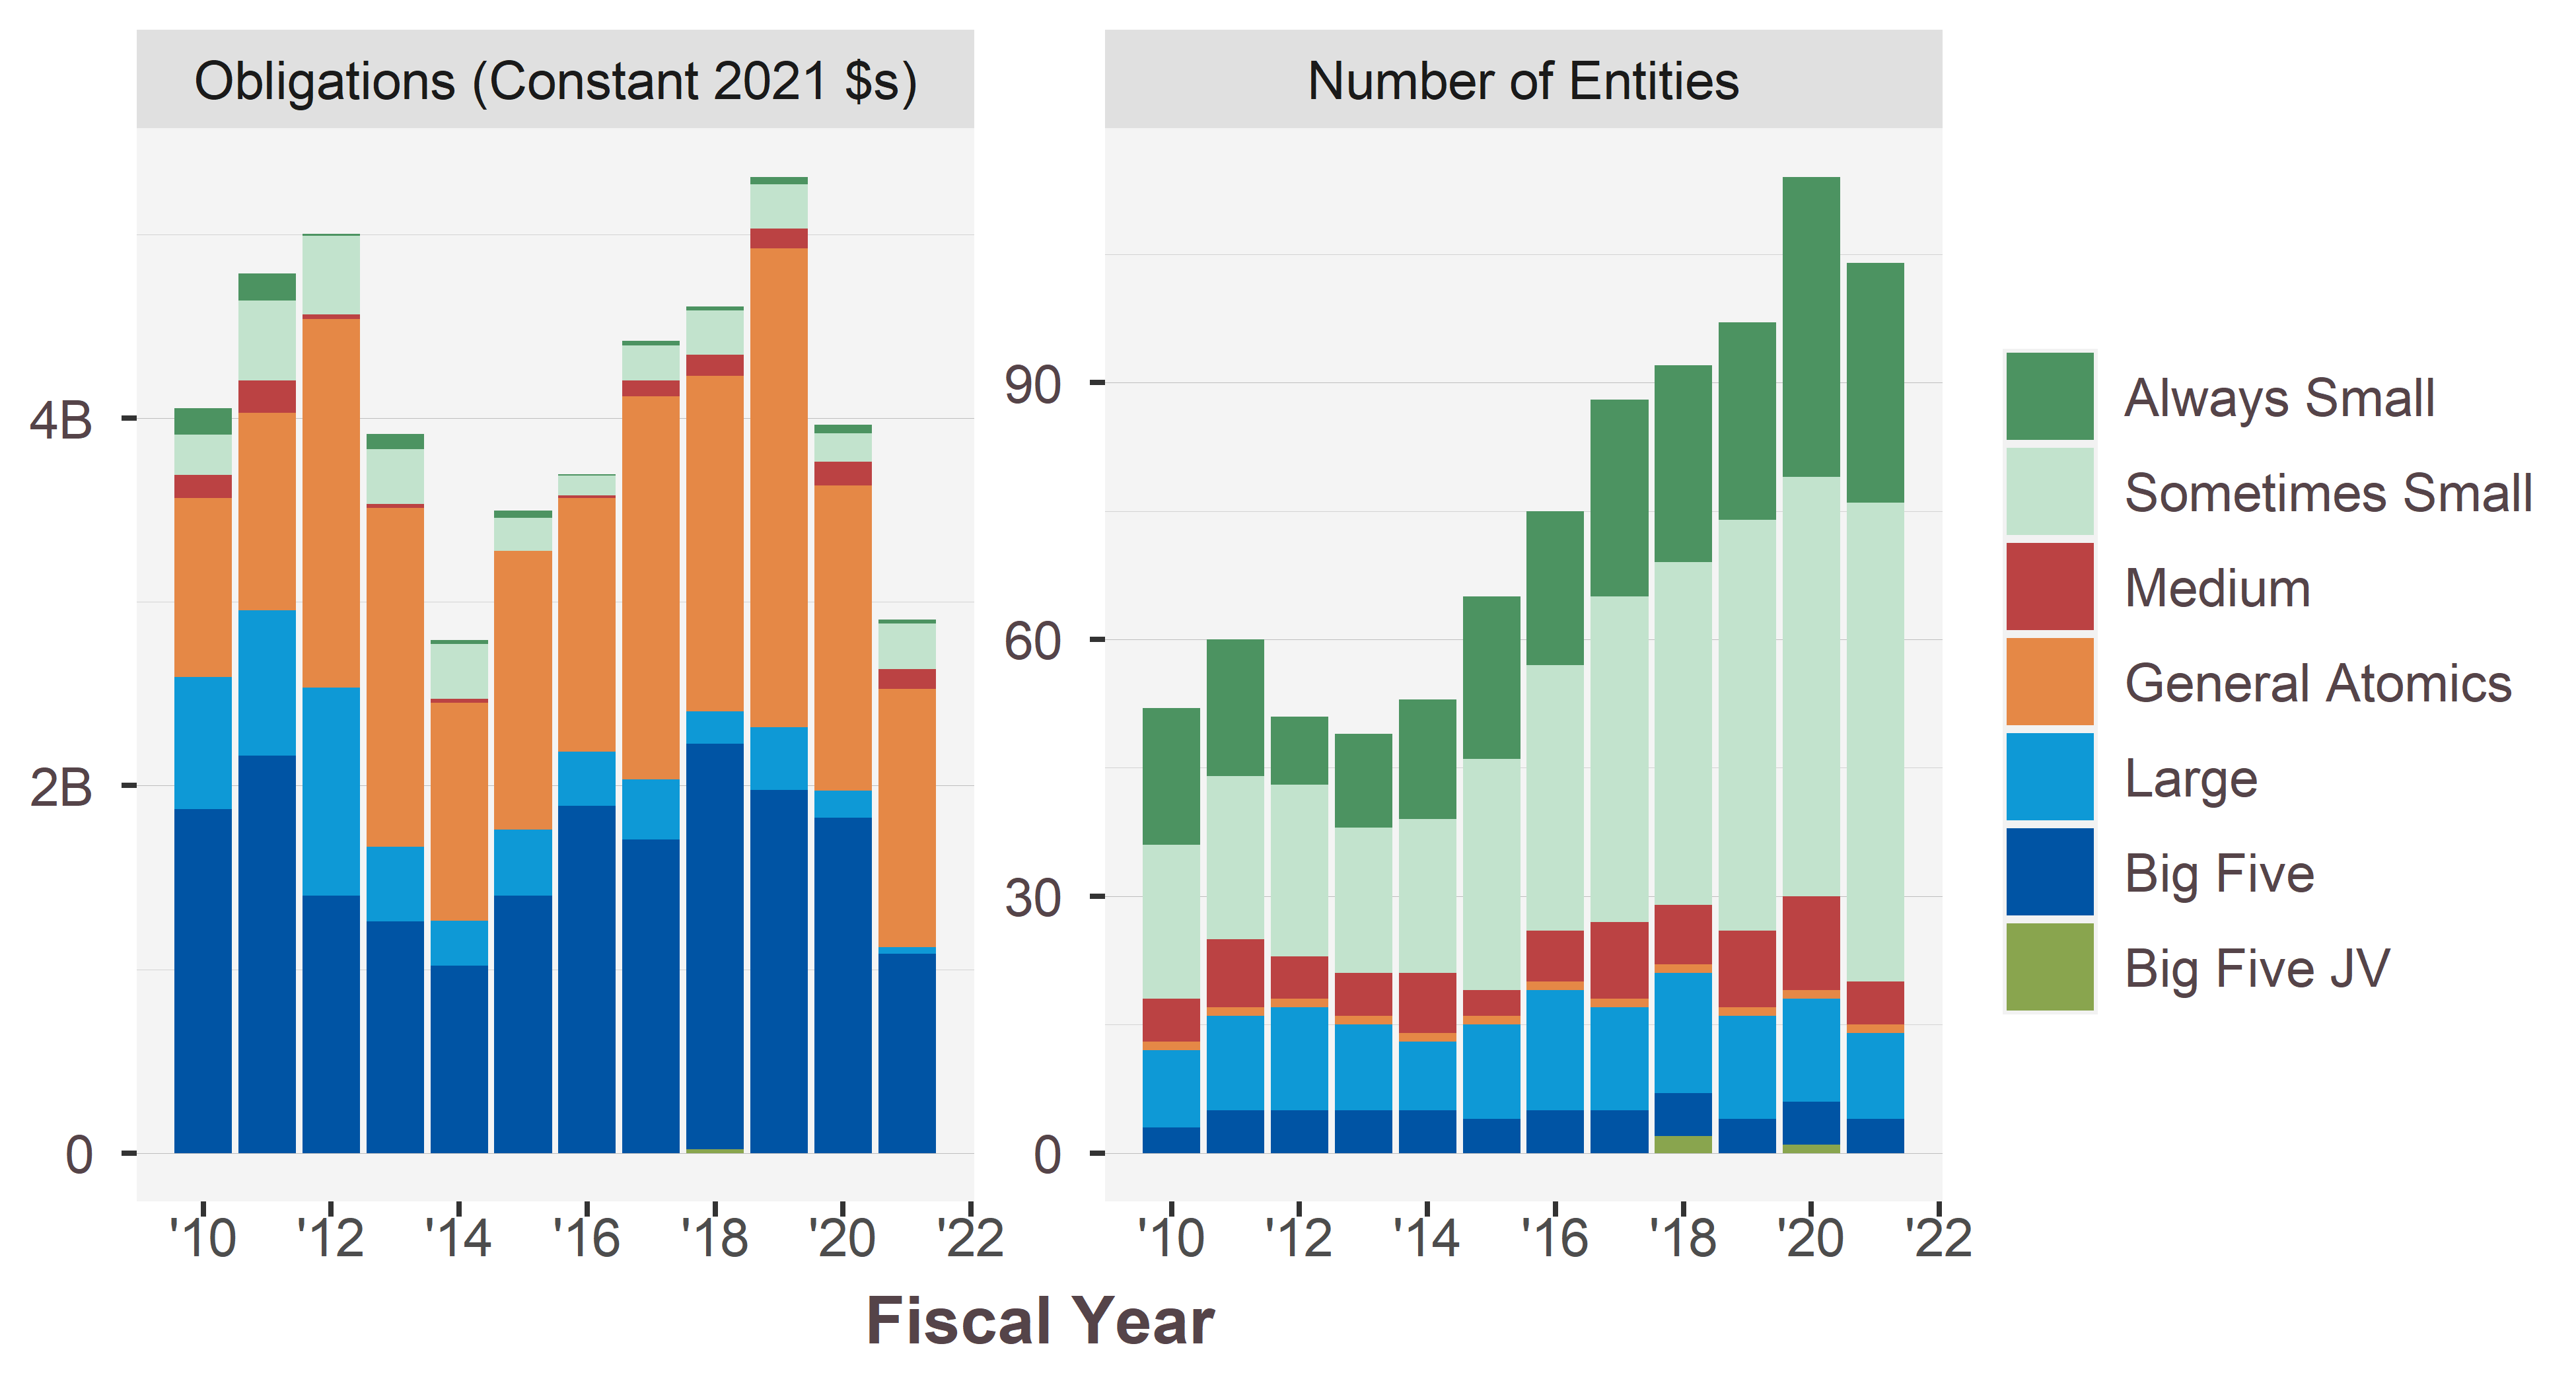 Obligations (Constant 2021 $s)
Number of Entities
4B
2B
0
90
60
30
0
'10 '12 '14 '16 '18 '20 '22
'10 '12 '14 '16 '18 '20 '22
Fiscal Year
Always Small
Sometimes Small
Medium
General Atomics
Large
Big Five
Big Five JV